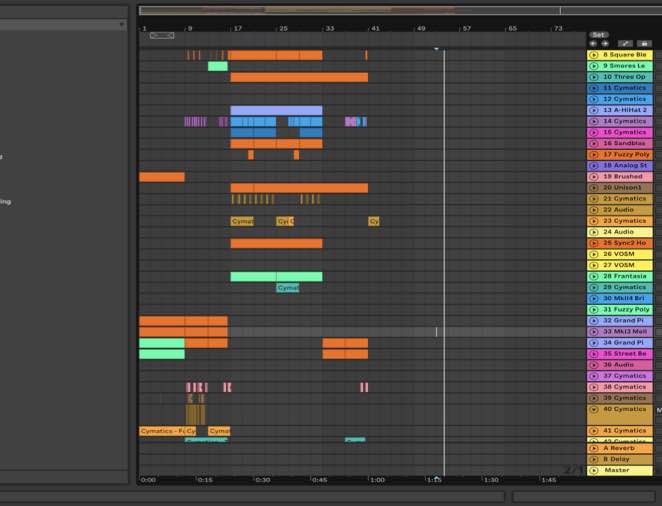 1 9 17 25 33 41 49 57 65 73
Set
8 Square Ble
9 Smores Le
10 Three Op
11 Cymatics
12 Cymatics
13 A-HiHat 2
14 Cymatics
15 Cymatics
16 Sandblas
17 Fuzzy Poly
18 Analog St
19 Brushed
20 Unison1
21 Cymatics
22 Audio
Cymat Cy C Cy
23 Cymatics
24 Audio
25 Sync2 Ho
26 VOSM
27 VOSM
28 Frantasia
Cymat
29 Cymatics
30 MkII4 Bri
31 Fuzzy Poly
32 Grand Pi
33 MkI3 Mell
34 Grand Pi
35 Street Be
36 Audio
37 Cymatics
38 Cymatics
39 Cymatics
40 Cymatics
M
Cymatics - F Cy Cymat
41 Cymatics
A Reverb
B Delay
2/1
Master
0:00 0:15 0:30 0:45 1:00 1:15 1:30 1:45
ing